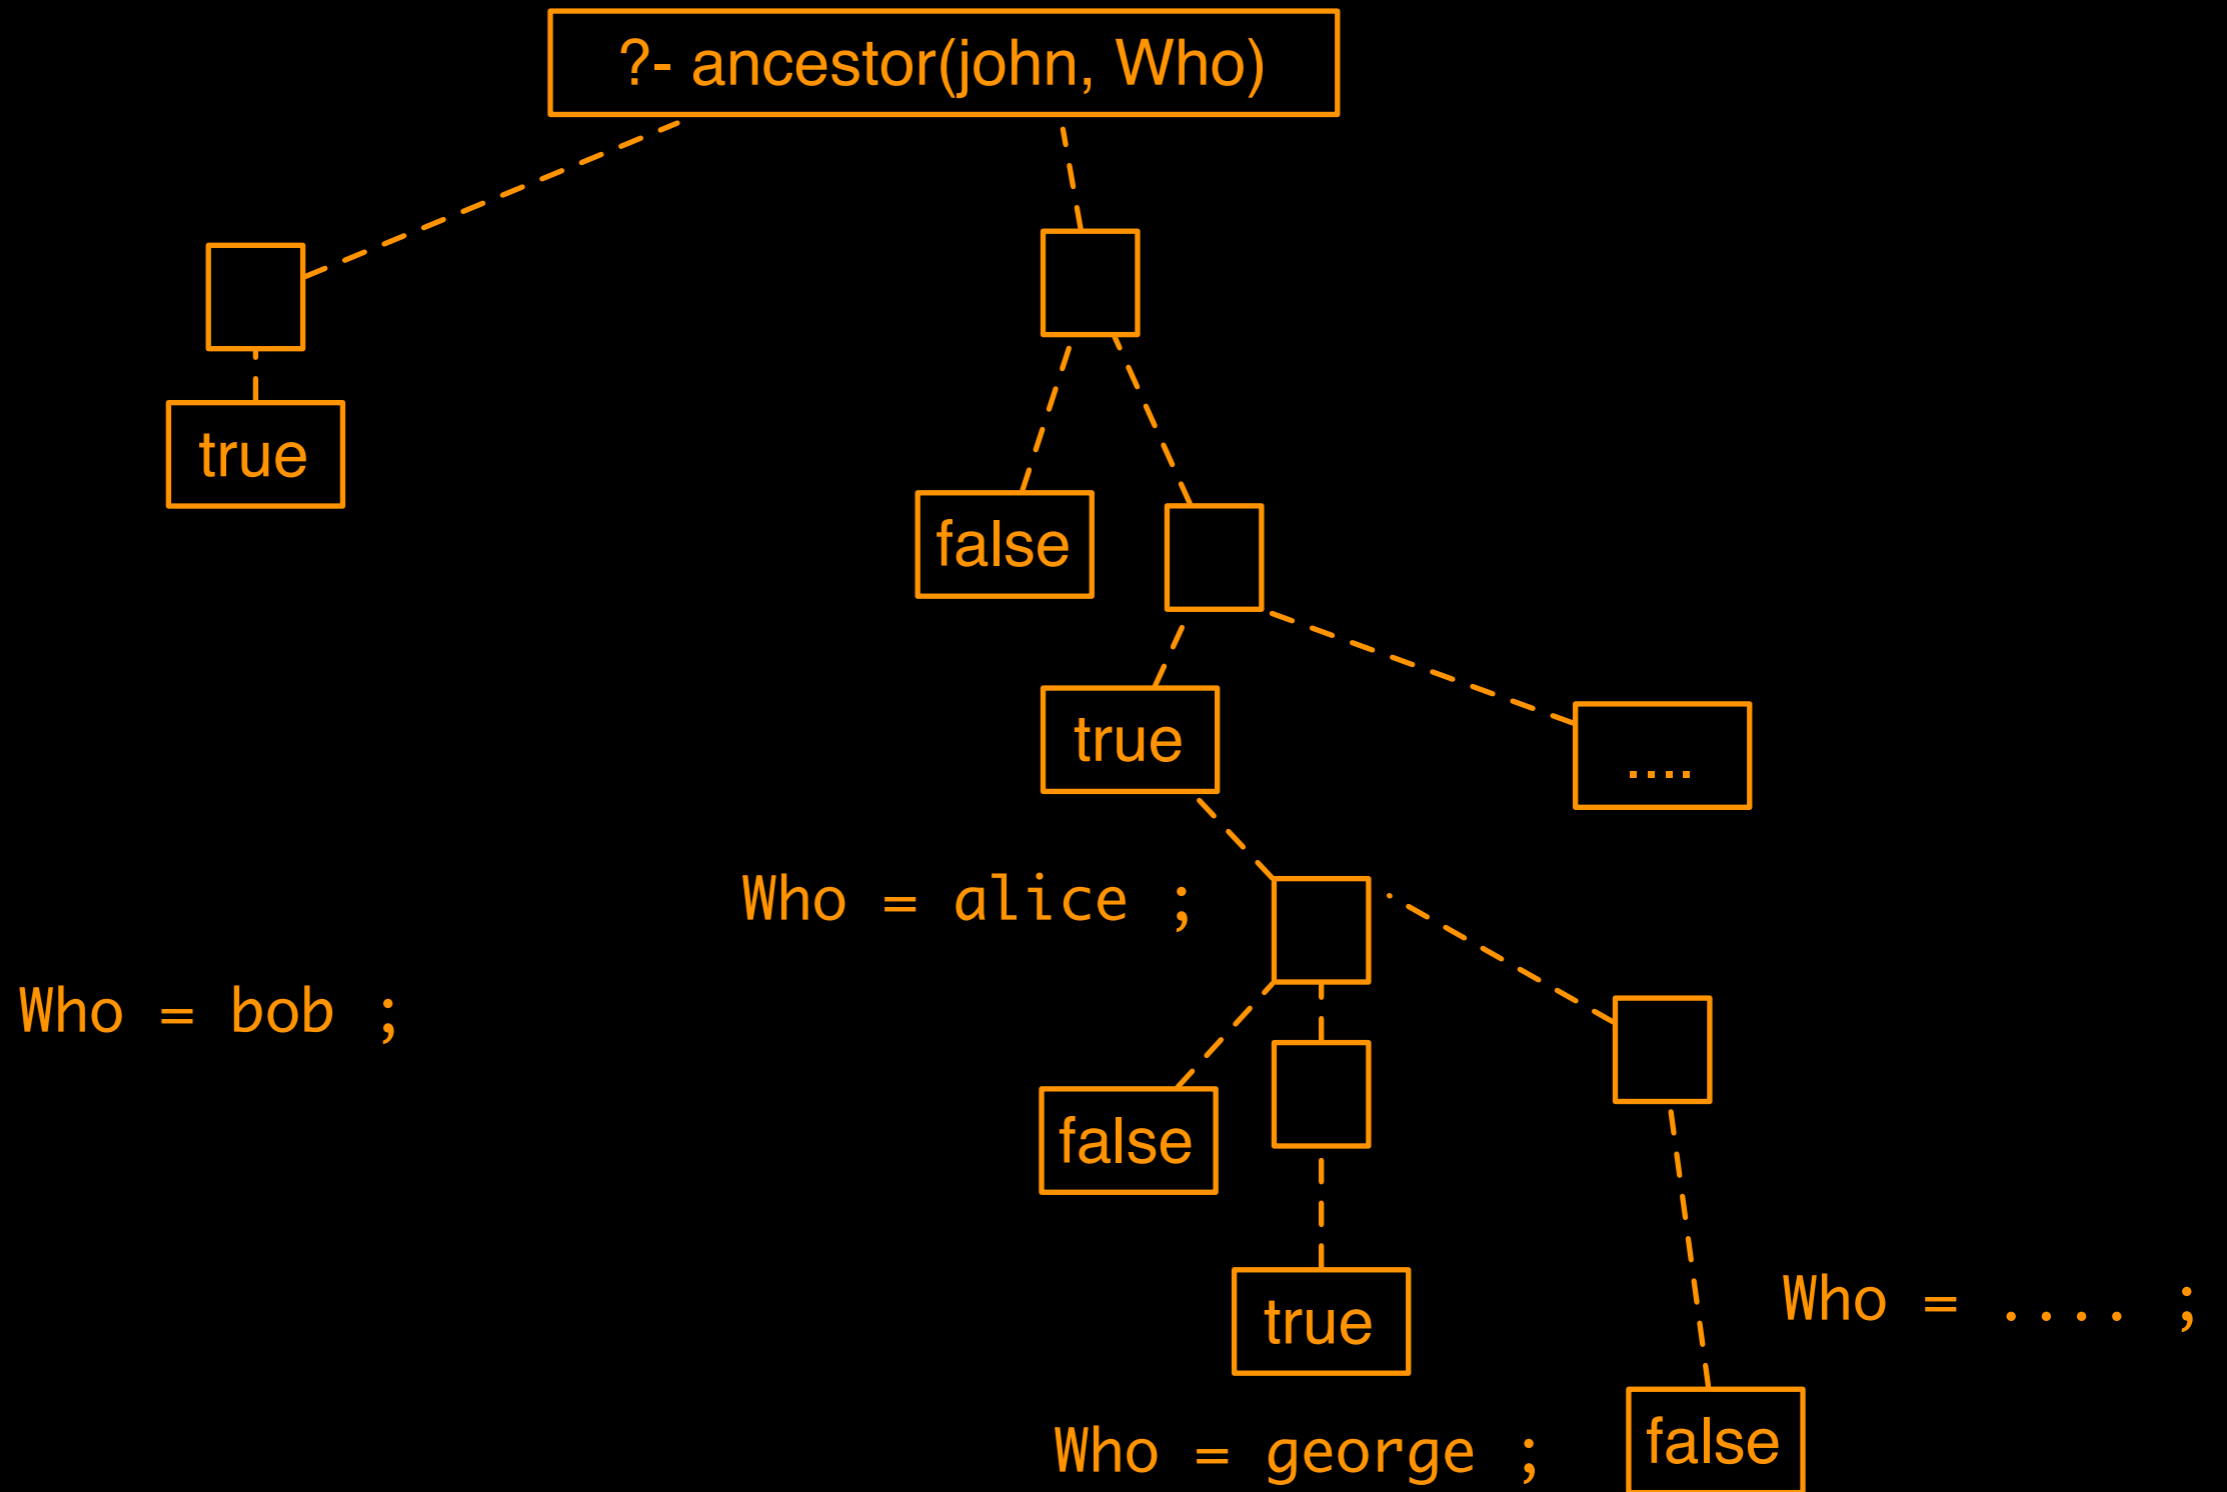 ?- ancestor(john, Who)
true
false
true
....
Who = alice ;
Who = bob ;
false
true
Who = .... ;
Who = george ;
false